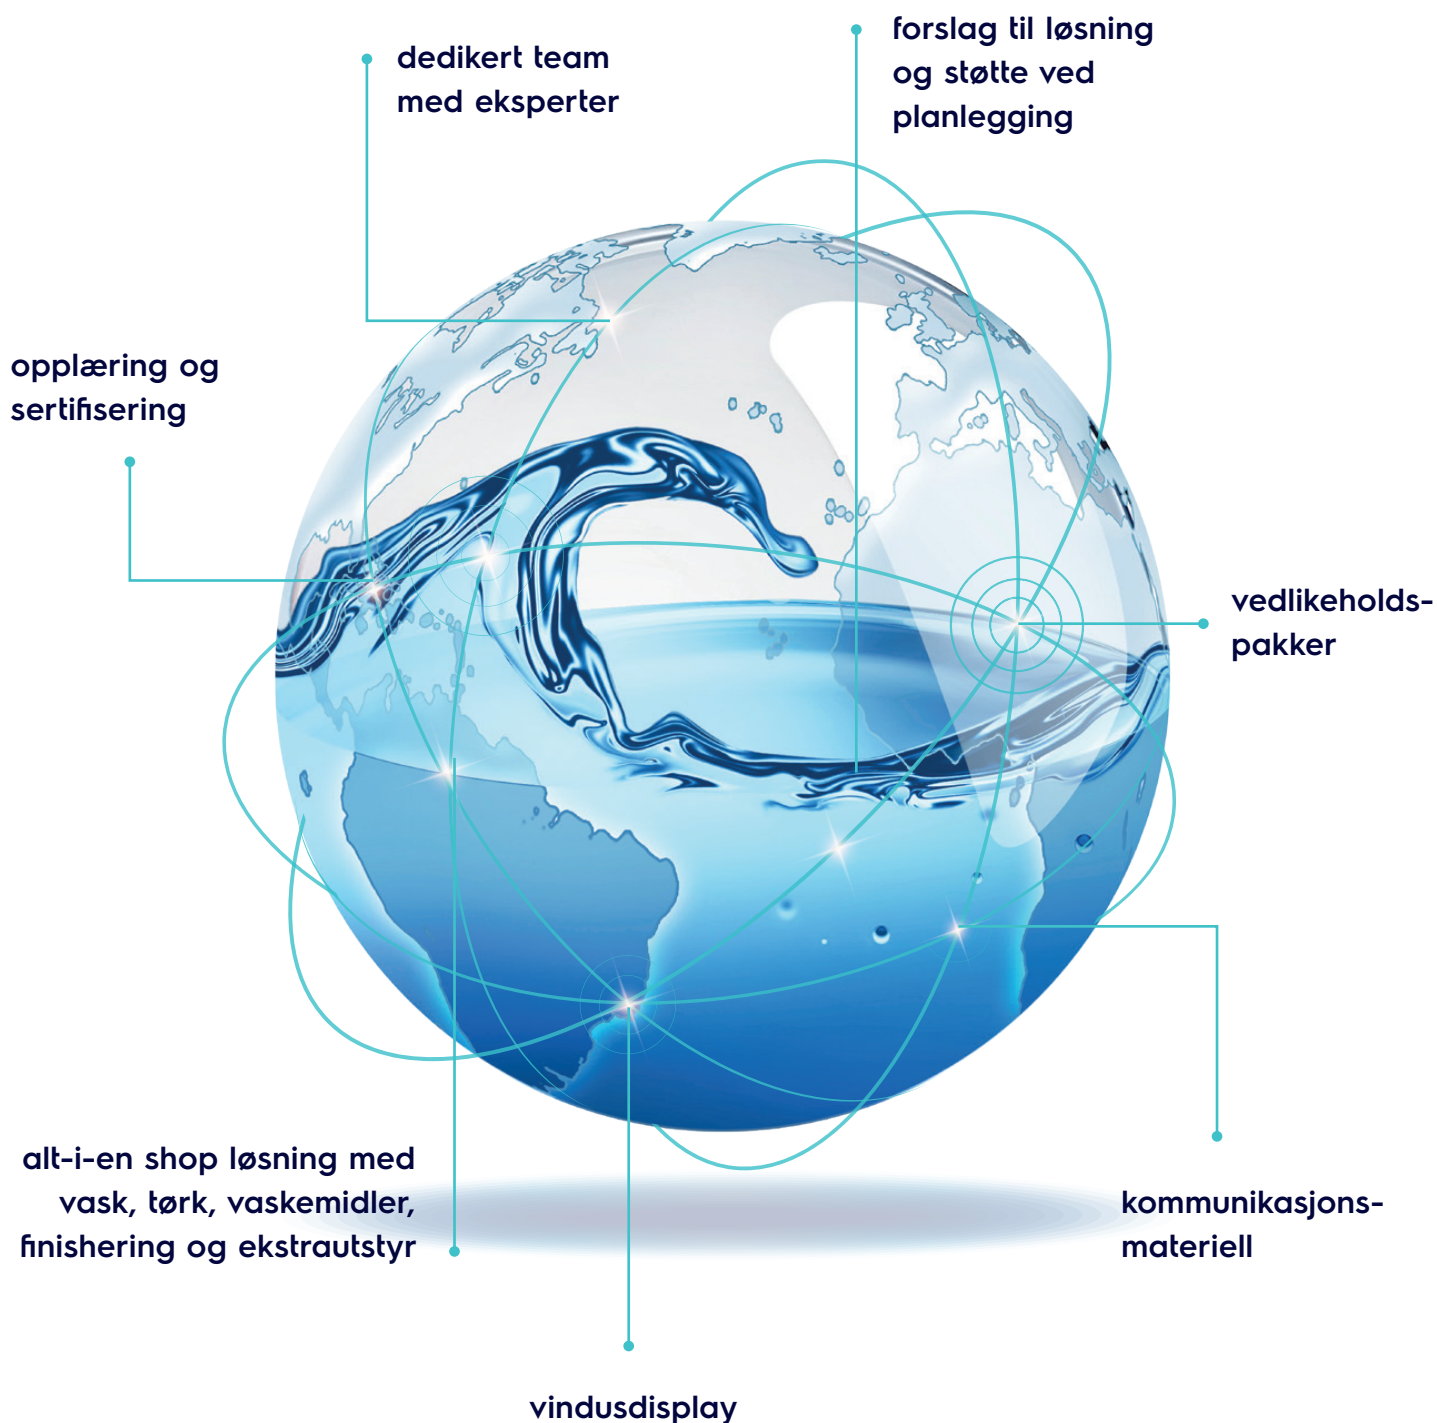 dedikert team
med eksperter
forslag til løsning
og støtte ved
planlegging
opplæring og
sertifisering
vedlikeholds-
pakker
alt-i-en shop løsning med
vask, tørk, vaskemidler,
finishering og ekstrautstyr
kommunikasjons-
materiell
vindusdisplay